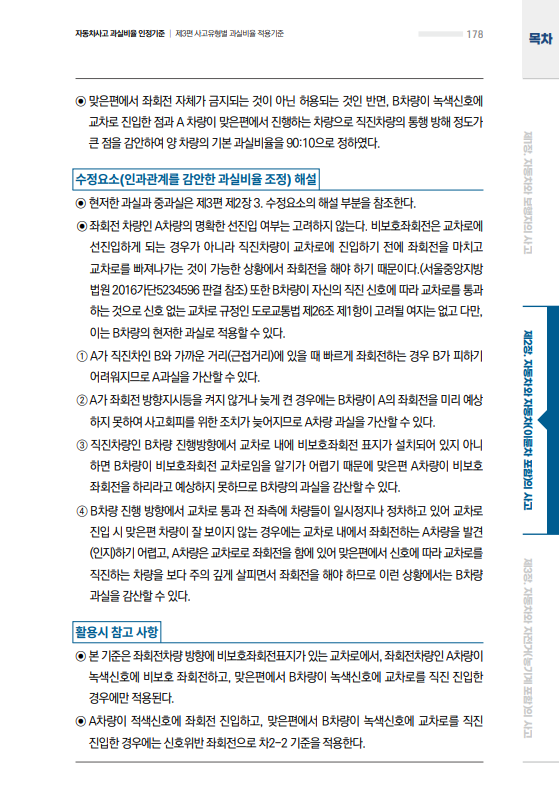 자동차사고 과실비율 인정기준 | 제3편 사고유형별 과실비율 적용기준
178
목차
◉ 맞은편에서 좌회전 자체가 금지되는 것이 아닌 허용되는 것인 반면, B차량이 녹색신호에
교차로 진입한 점과 A 차량이 맞은편에서 진행하는 차량으로 직진차량의 통행 방해 정도가
큰 점을 감안하여 양 차량의 기본 과실비율을 90:10으로 정하였다.
수정요소(인과관계를 감안한 과실비율 조정) 해설
◉ 현저한 과실과 중과실은 제3편 제2장 3. 수정요소의 해설 부분을 참조한다.
◉ 좌회전 차량인 A차량의 명확한 선진입 여부는 고려하지 않는다. 비보호좌회전은 교차로에
선진입하게 되는 경우가 아니라 직진차량이 교차로에 진입하기 전에 좌회전을 마치고
교차로를 빠져나가는 것이 가능한 상황에서 좌회전을 해야 하기 때문이다.(서울중앙지방
법원 2016가단5234596 판결 참조) 또한 B차량이 자신의 직진 신호에 따라 교차로를 통과
하는 것으로 신호 없는 교차로 규정인 도로교통법 제26조 제1항이 고려될 여지는 없고 다만,
이는 B차량의 현저한 과실로 적용할 수 있다.
① A가 직진차인 B와 가까운 거리(근접거리)에 있을 때 빠르게 좌회전하는 경우 B가 피하기
어려워지므로 A과실을 가산할 수 있다.
② A가 좌회전 방향지시등을 켜지 않거나 늦게 켠 경우에는 B차량이 A의 좌회전을 미리 예상
하지 못하여 사고회피를 위한 조치가 늦어지므로 A차량 과실을 가산할 수 있다.
③ 직진차량인 B차량 진행방향에서 교차로 내에 비보호좌회전 표지가 설치되어 있지 아니
하면 B차량이 비보호좌회전 교차로임을 알기가 어렵기 때문에 맞은편 A차량이 비보호
좌회전을 하리라고 예상하지 못하므로 B차량의 과실을 감산할 수 있다.
④ B차량 진행 방향에서 교차로 통과 전 좌측에 차량들이 일시정지나 정차하고 있어 교차로
진입 시 맞은편 차량이 잘 보이지 않는 경우에는 교차로 내에서 좌회전하는 A차량을 발견
(인지)하기 어렵고, A차량은 교차로로 좌회전을 함에 있어 맞은편에서 신호에 따라 교차로를
직진하는 차량을 보다 주의 깊게 살피면서 좌회전을 해야 하므로 이런 상황에서는 B차량
과실을 감산할 수 있다.
활용시 참고 사항
◉ 본 기준은 좌회전차량 방향에 비보호좌회전표지가 있는 교차로에서, 좌회전차량인 A차량이
녹색신호에 비보호 좌회전하고, 맞은편에서 B차량이 녹색신호에 교차로를 직진 진입한
경우에만 적용된다.
◉ A차량이 적색신호에 좌회전 진입하고, 맞은편에서 B차량이 녹색신호에 교차로를 직진
진입한 경우에는 신호위반 좌회전으로 차2-2 기준을 적용한다.
제1장. 자동차와 보행자의 사고
제2장. 자동차와 자동차(이륜차 포함)의 사고
제3장. 자동차와 자전거(농기계 포함)의 사고